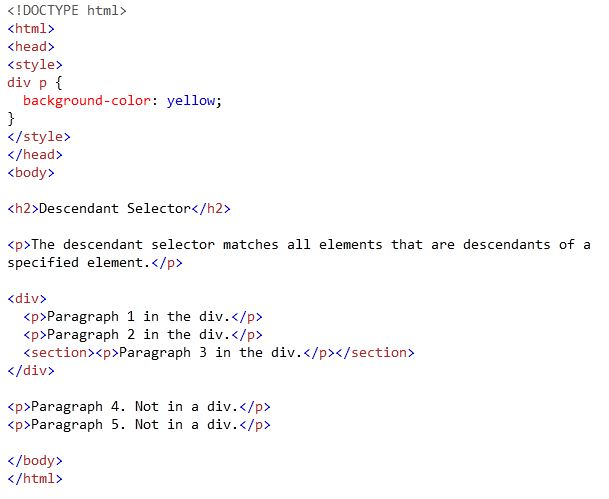 <!DOCTYPE html>
<html>
<head>
<style>
div p {
  background-color: yellow;
}
</style>
</head>
<body>

<h2>Descendant Selector</h2>

<p>The descendant selector matches all elements that are descendants of a
specified element.</p>

<div>
  <p>Paragraph 1 in the div.</p>
  <p>Paragraph 2 in the div.</p>
  <section><p>Paragraph 3 in the div.</p></section>
</div>

<p>Paragraph 4. Not in a div.</p>
<p>Paragraph 5. Not in a div.</p>

</body>
</html>